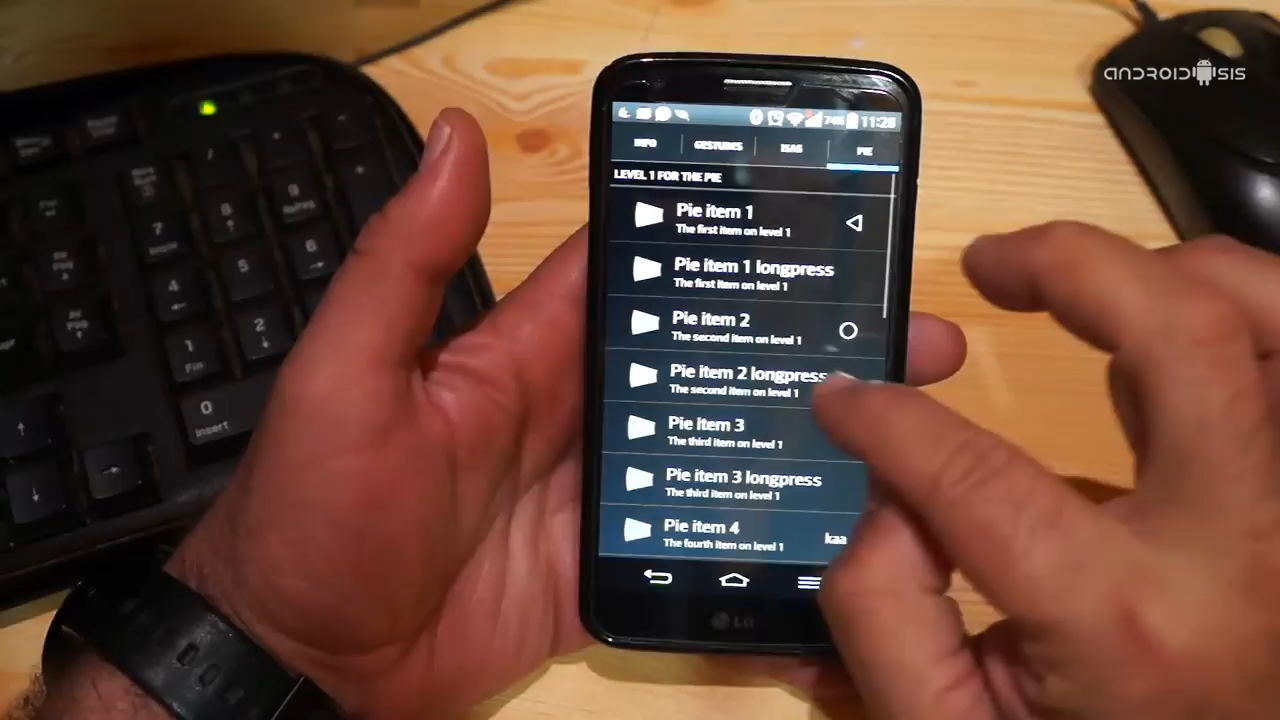 ANDROIDSIS
74% 11:28
INFO GESTURES ISAS PIE
LEVEL 1 FOR THE PIE
Pie item 1
The first item on level 1
Pie item 1 longpress
The first item on level 1
Pie item 2
The second item on level 1
Pie item 2 longpress
The second item on level 1
Pie item 3
The third item on level 1
Pie item 3 longpress
The third item on level 1
Pie item 4
The fourth item on level 1
kaa
LG
7
8
9
4
5
6
1
Fin
2
0
Insert